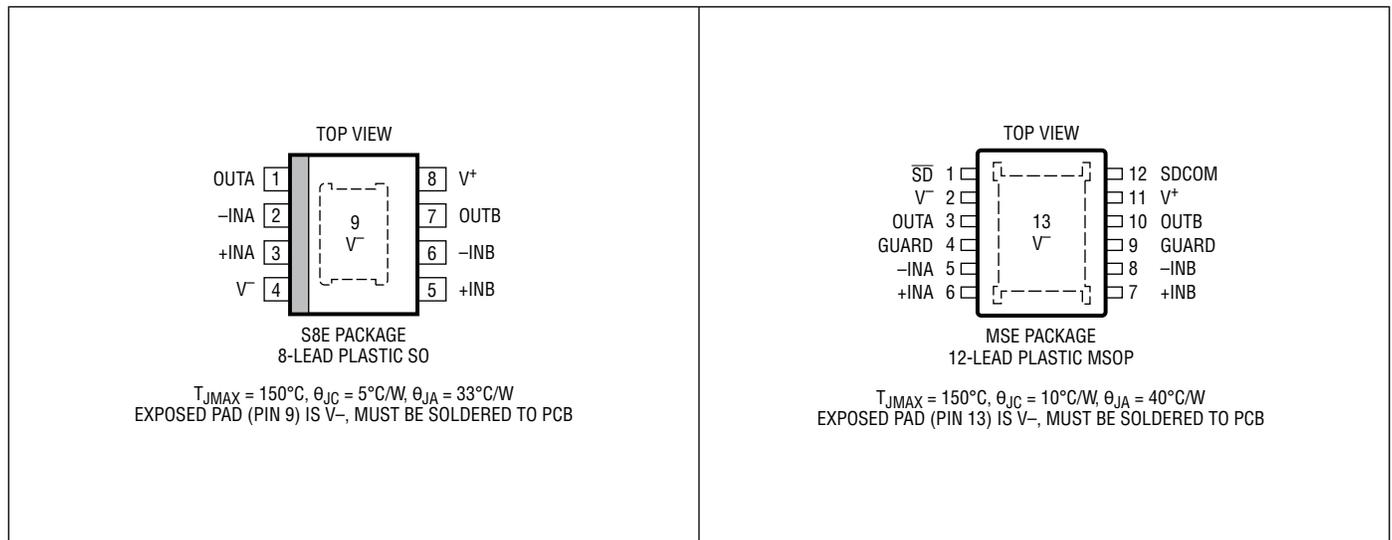 TOP VIEW
OUTA 1
–INA 2
+INA 3
V– 4
8 V+
7 OUTB
6 –INB
5 +INB
9
V–
S8E PACKAGE
8-LEAD PLASTIC SO
TJMAX = 150°C, θJC = 5°C/W, θJA = 33°C/W
EXPOSED PAD (PIN 9) IS V–, MUST BE SOLDERED TO PCB
TOP VIEW
S̅D̅ 1
V– 2
OUTA 3
GUARD 4
–INA 5
+INA 6
12 SDCOM
11 V+
10 OUTB
9 GUARD
8 –INB
7 +INB
13
V–
MSE PACKAGE
12-LEAD PLASTIC MSOP
TJMAX = 150°C, θJC = 10°C/W, θJA = 40°C/W
EXPOSED PAD (PIN 13) IS V–, MUST BE SOLDERED TO PCB